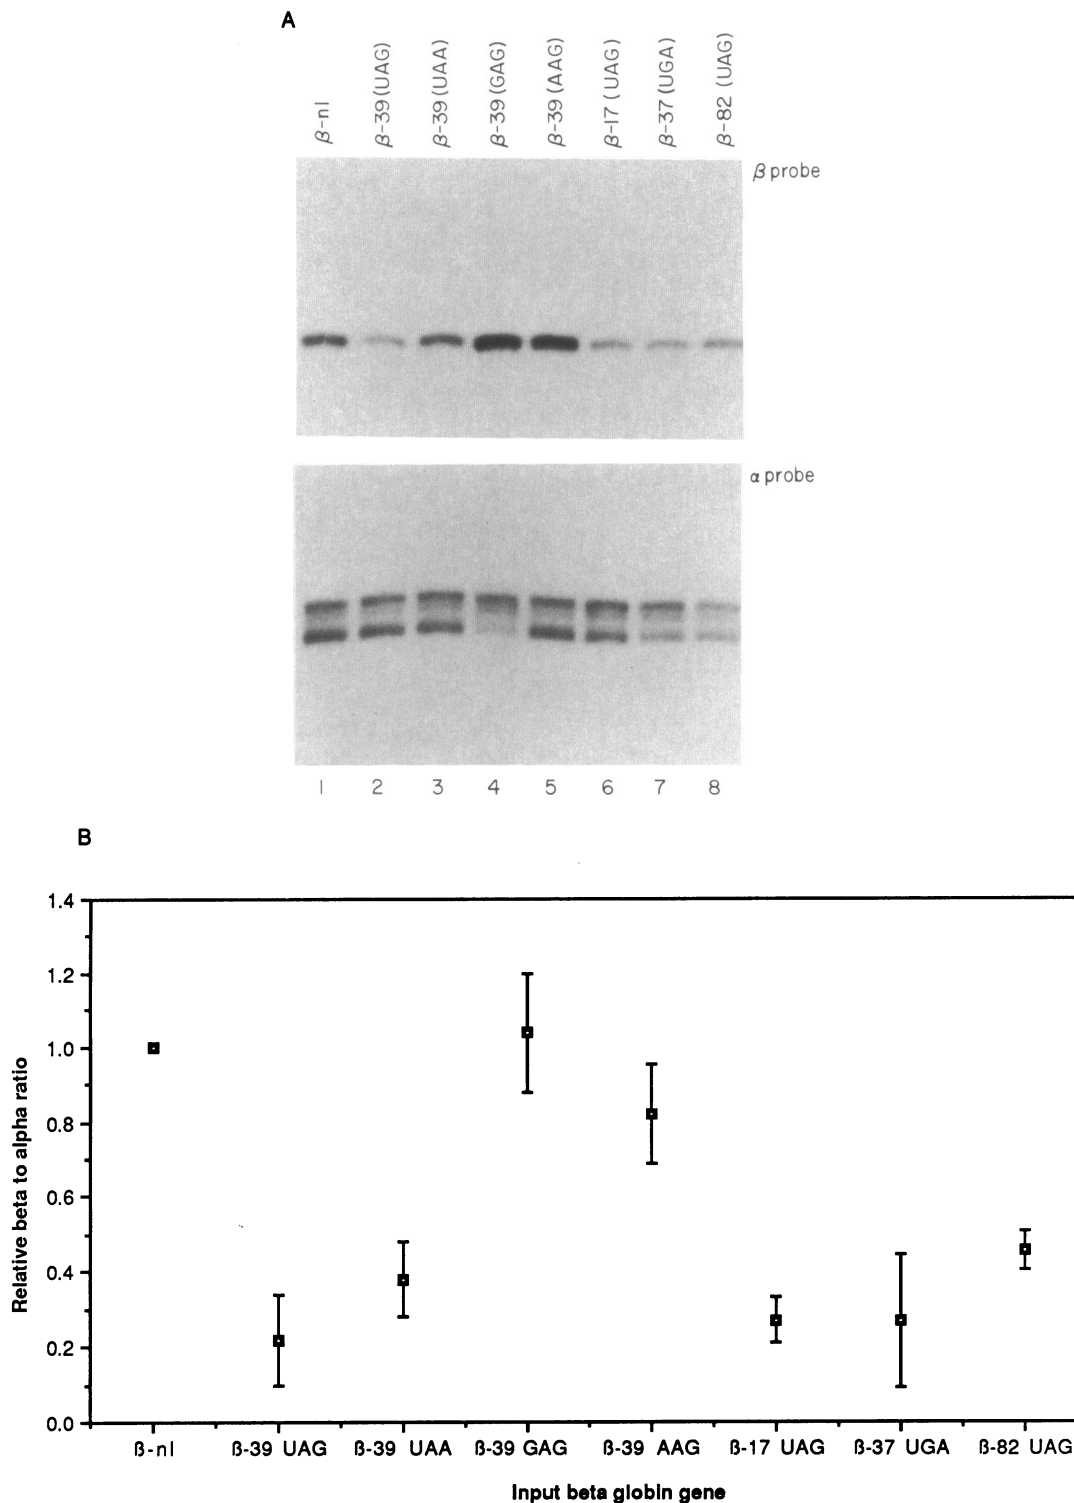 A
β-nl
β-39(UAG)
β-39(UAA)
β-39(GAG)
β-39(AAG)
β-17(UAG)
β-37(UGA)
β-82(UAG)
β probe
α probe
1 2 3 4 5 6 7 8
B
1.4
1.2
1.0
0.8
0.6
0.4
0.2
0.0
Relative beta to alpha ratio
ß-nl ß-39 UAG ß-39 UAA ß-39 GAG ß-39 AAG ß-17 UAG ß-37 UGA ß-82 UAG
Input beta globin gene